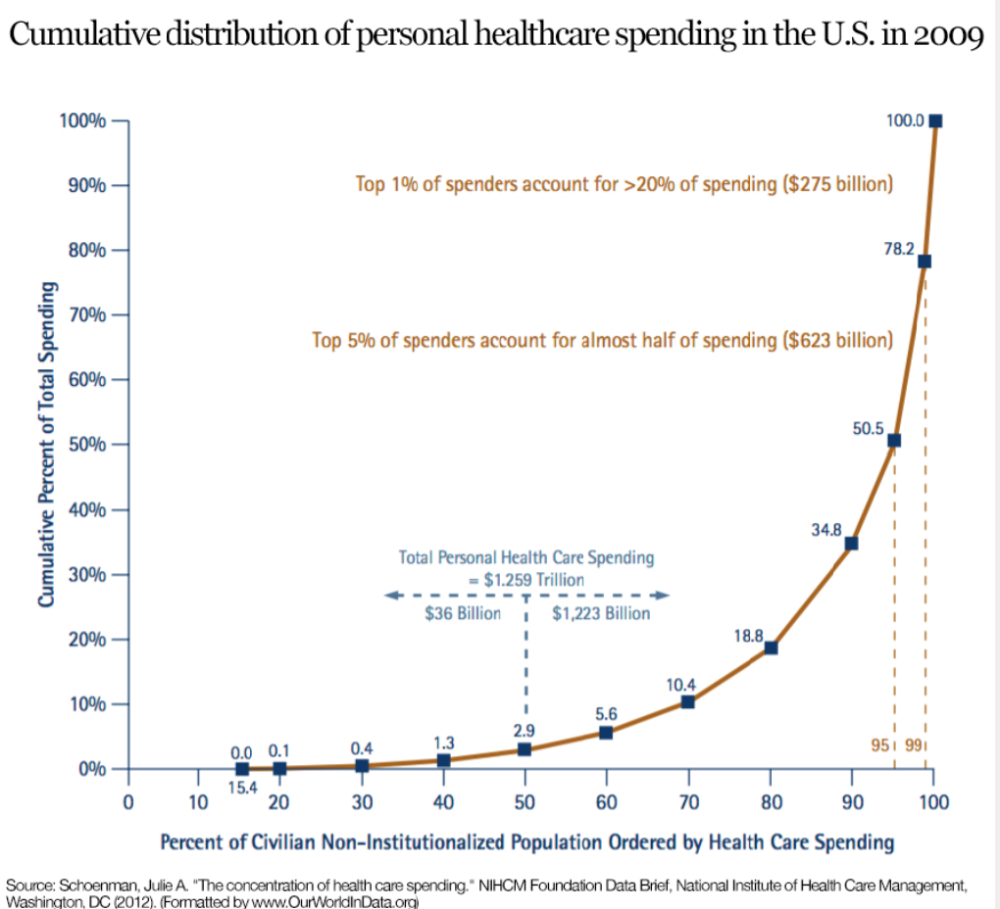 Cumulative distribution of personal healthcare spending in the U.S. in 2009
100%
100.0
90%
Top 1% of spenders account for >20% of spending ($275 billion)
80%
78.2
70%
Top 5% of spenders account for almost half of spending ($623 billion)
60%
50%
50.5
40%
34.8
30%
Total Personal Health Care Spending
= $1.259 Trillion
$36 Billion
$1,223 Billion
20%
18.8
10%
10.4
5.6
2.9
1.3
0.4
0.1
0.0
95
99
0%
15.4
0 10 20 30 40 50 60 70 80 90 100
Cumulative Percent of Total Spending
Percent of Civilian Non-Institutionalized Population Ordered by Health Care Spending
Source: Schoenman, Julie A. "The concentration of health care spending." NIHCM Foundation Data Brief, National Institute of Health Care Management,
Washington, DC (2012). (Formatted by www.OurWorldInData.org)